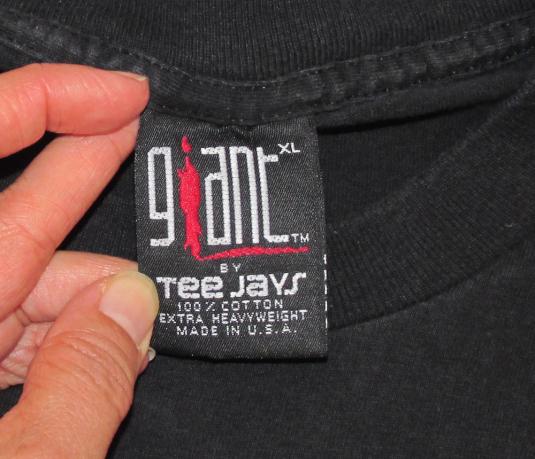 giant XL
TM
BY
Tee Jays
100% COTTON
EXTRA HEAVYWEIGHT
MADE IN U.S.A.